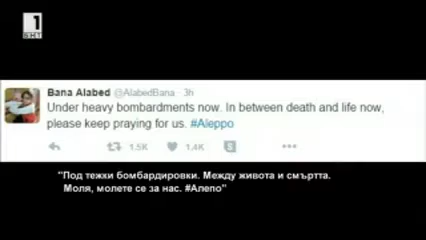 1
БНТ
Bana Alabed @AlabedBana · 3h
Under heavy bombardments now. In between death and life now,
please keep praying for us. #Aleppo
1.5K 1.4K
"Под тежки бомбардировки. Между живота и смъртта.
Моля, молете се за нас. #Алепо"